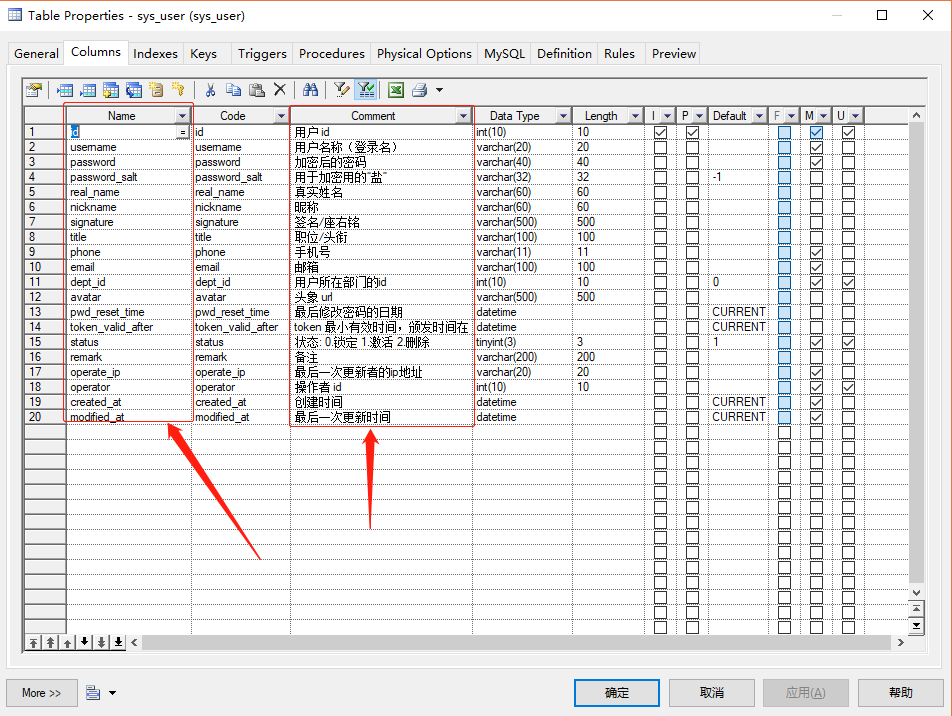 Table Properties - sys_user (sys_user)
General Columns Indexes Keys Triggers Procedures Physical Options MySQL Definition Rules Preview
Name Code Comment Data Type Length I P Default F M U
1 id = id 用户 id int(10) 10
2 username username 用户名称（登录名） varchar(20) 20
3 password password 加密后的密码 varchar(40) 40
4 password_salt password_salt 用于加密用的"盐" varchar(32) 32 -1
5 real_name real_name 真实姓名 varchar(60) 60
6 nickname nickname 昵称 varchar(60) 60
7 signature signature 签名/座右铭 varchar(500) 500
8 title title 职位/头衔 varchar(100) 100
9 phone phone 手机号 varchar(11) 11
10 email email 邮箱 varchar(100) 100
11 dept_id dept_id 用户所在部门的id int(10) 10 0
12 avatar avatar 头象 url varchar(500) 500
13 pwd_reset_time pwd_reset_time 最后修改密码的日期 datetime CURRENT
14 token_valid_after token_valid_after token 最小有效时间，颁发时间在 datetime CURRENT
15 status status 状态: 0.锁定 1.激活 2.删除 tinyint(3) 3 1
16 remark remark 备注 varchar(200) 200
17 operate_ip operate_ip 最后一次更新者的ip地址 varchar(20) 20
18 operator operator 操作者 id int(10) 10
19 created_at created_at 创建时间 datetime CURRENT
20 modified_at modified_at 最后一次更新时间 datetime CURRENT
More >> 确定 取消 应用(A) 帮助